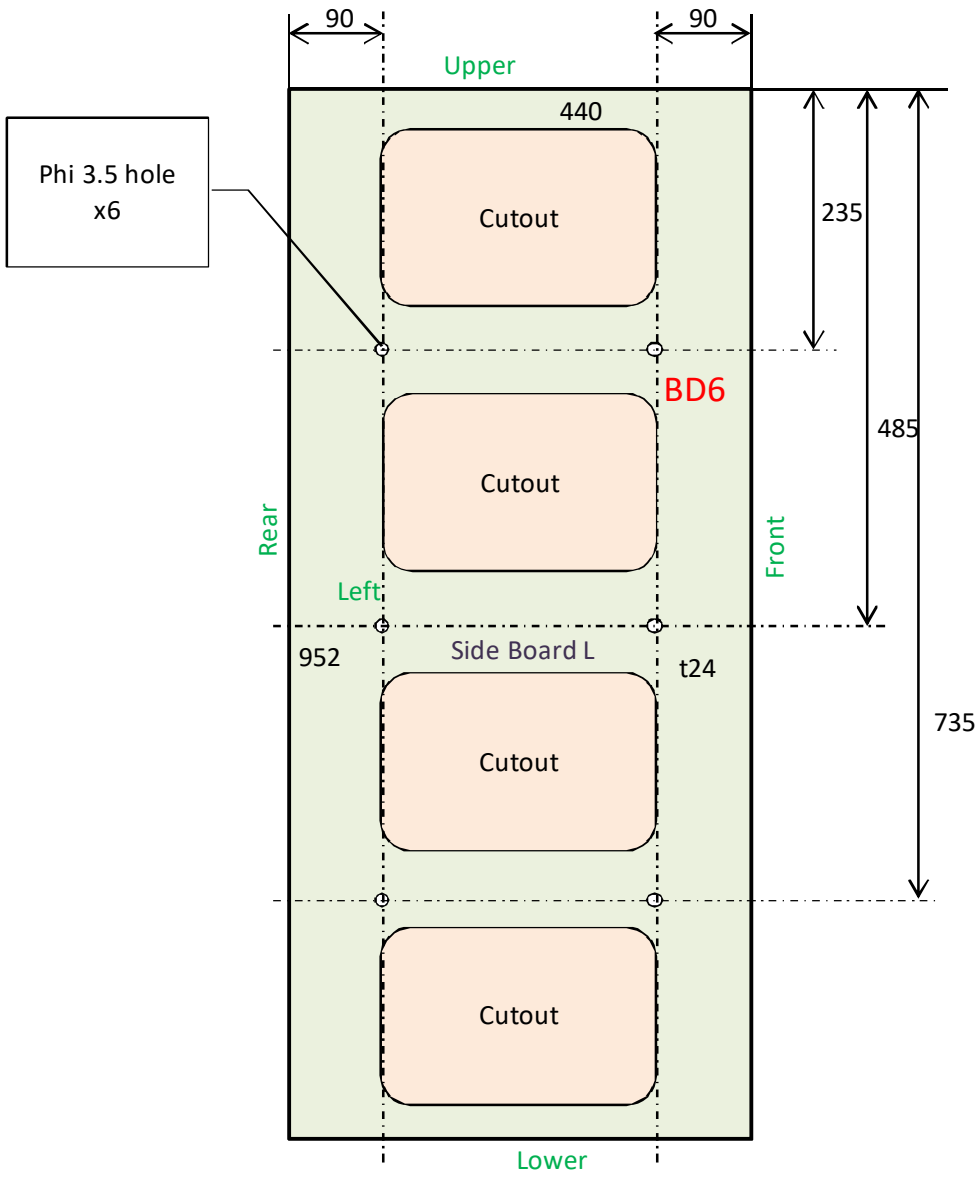 90
90
Upper
440
Phi 3.5 hole
x6
Cutout
235
BD6
485
Cutout
Rear
Front
Left
952
Side Board L
t24
735
Cutout
Cutout
Lower